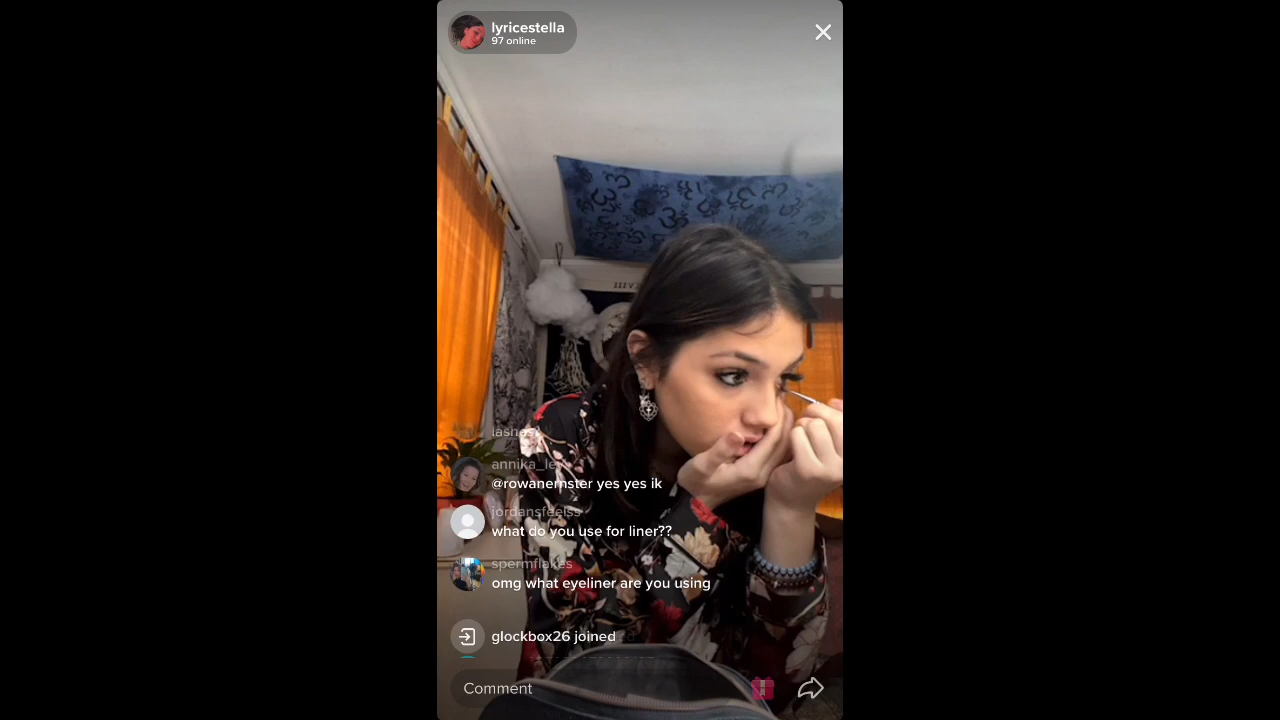 lyricestella
97 online
lashes
@rowanernster yes yes ik
jordansfeelss
what do you use for liner??
spermflakes
omg what eyeliner are you using
glockbox26 joined
Comment